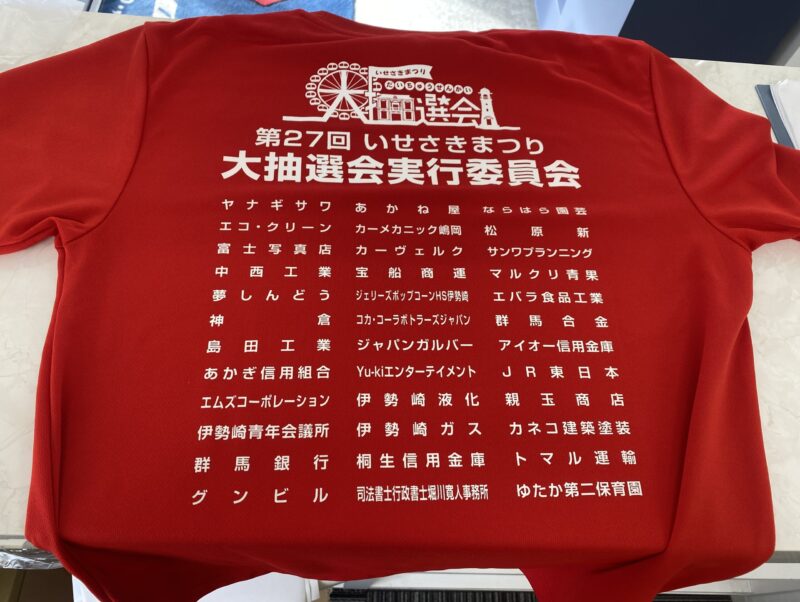 いせさきまつり
だいちゅうせんかい
大抽選会
第27回 いせさきまつり
大抽選会実行委員会
ヤナギサワ あかね屋 ならはら園芸
エコ・クリーン カーメカニック嶋岡 松原新
富士写真店 カーヴェルク サンワプランニング
中西工業 宝船商運 マルクリ青果
夢しんどう ジェリーズポップコーンHS伊勢崎 エバラ食品工業
神倉 コカ・コーラボトラーズジャパン 群馬合金
島田工業 ジャパンガルバー アイオー信用金庫
あかぎ信用組合 Yu-kiエンターテイメント JR東日本
エムズコーポレーション 伊勢崎液化 親玉商店
伊勢崎青年会議所 伊勢崎ガス カネコ建築塗装
群馬銀行 桐生信用金庫 トマル運輸
グンビル 司法書士行政書士堀川寛人事務所 ゆたか第二保育園